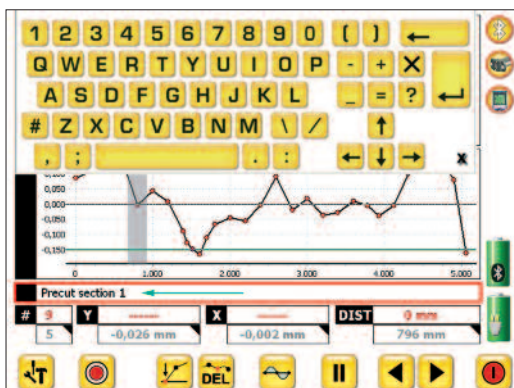 1 2 3 4 5 6 7 8 9 0 ( )
Q W E R T Y U I O P - + X
A S D F G H J K L _ = ?
# Z X C V B N M \ /
, ; . : x
0,100
0,050
0,000
-0,050
-0,100
-0,150
0 1.000 2.000 3.000 4.000 5.000
Precut section 1
# 9 Y ------ X ------ DIST 0 mm
5 -0,026 mm -0,002 mm 796 mm
T DEL